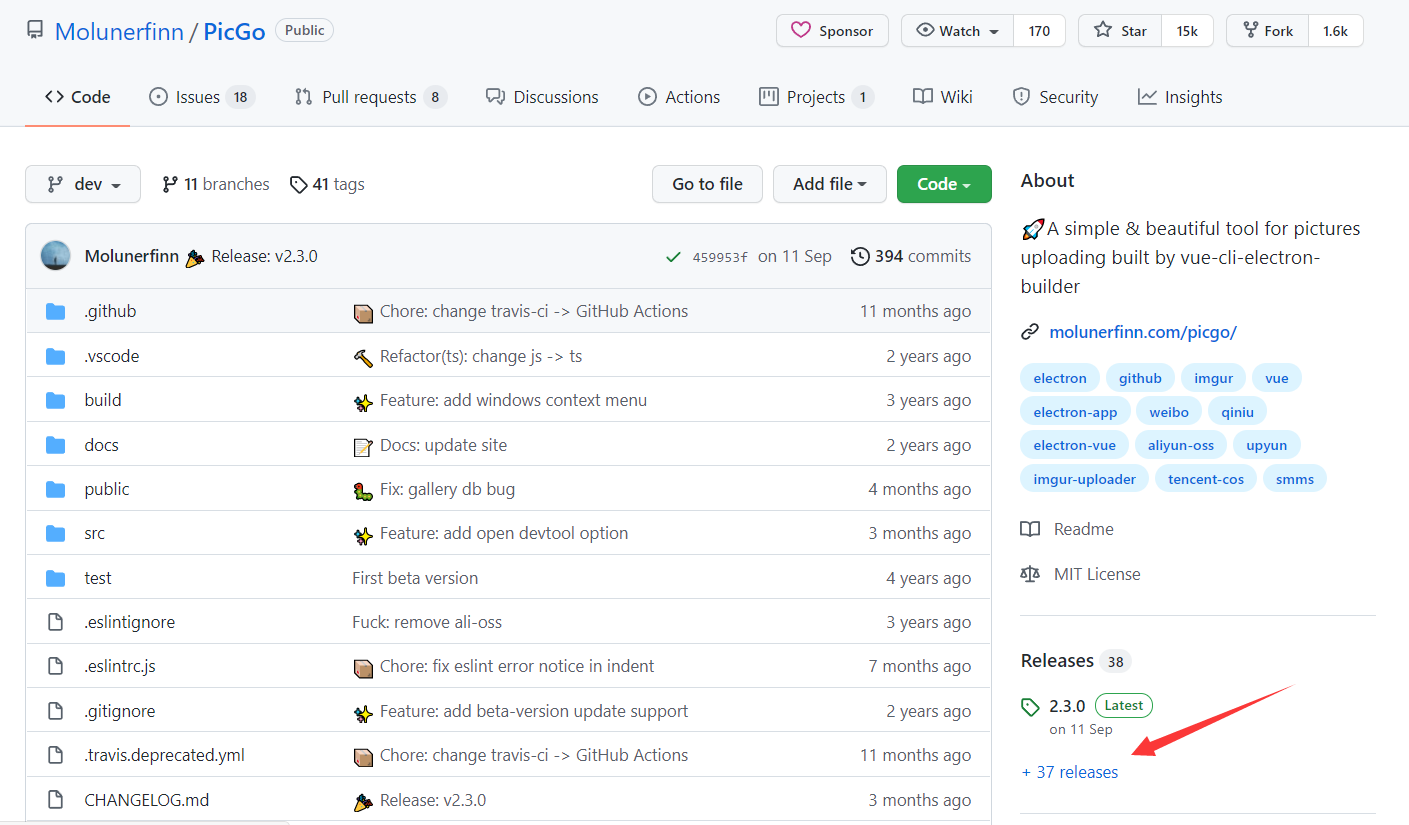 Molunerfinn / PicGo Public
Sponsor
Watch 170
Star 15k
Fork 1.6k
Code
Issues 18
Pull requests 8
Discussions
Actions
Projects 1
Wiki
Security
Insights
dev
11 branches
41 tags
Go to file
Add file
Code
Molunerfinn Release: v2.3.0 459953f on 11 Sep 394 commits
.github Chore: change travis-ci -> GitHub Actions 11 months ago
.vscode Refactor(ts): change js -> ts 2 years ago
build Feature: add windows context menu 3 years ago
docs Docs: update site 2 years ago
public Fix: gallery db bug 4 months ago
src Feature: add open devtool option 3 months ago
test First beta version 4 years ago
.eslintignore Fuck: remove ali-oss 3 years ago
.eslintrc.js Chore: fix eslint error notice in indent 7 months ago
.gitignore Feature: add beta-version update support 2 years ago
.travis.deprecated.yml Chore: change travis-ci -> GitHub Actions 11 months ago
CHANGELOG.md Release: v2.3.0 3 months ago
About
A simple & beautiful tool for pictures
uploading built by vue-cli-electron-
builder
molunerfinn.com/picgo/
electron github imgur vue
electron-app weibo qiniu
electron-vue aliyun-oss upyun
imgur-uploader tencent-cos smms
Readme
MIT License
Releases 38
2.3.0 Latest
on 11 Sep
+ 37 releases